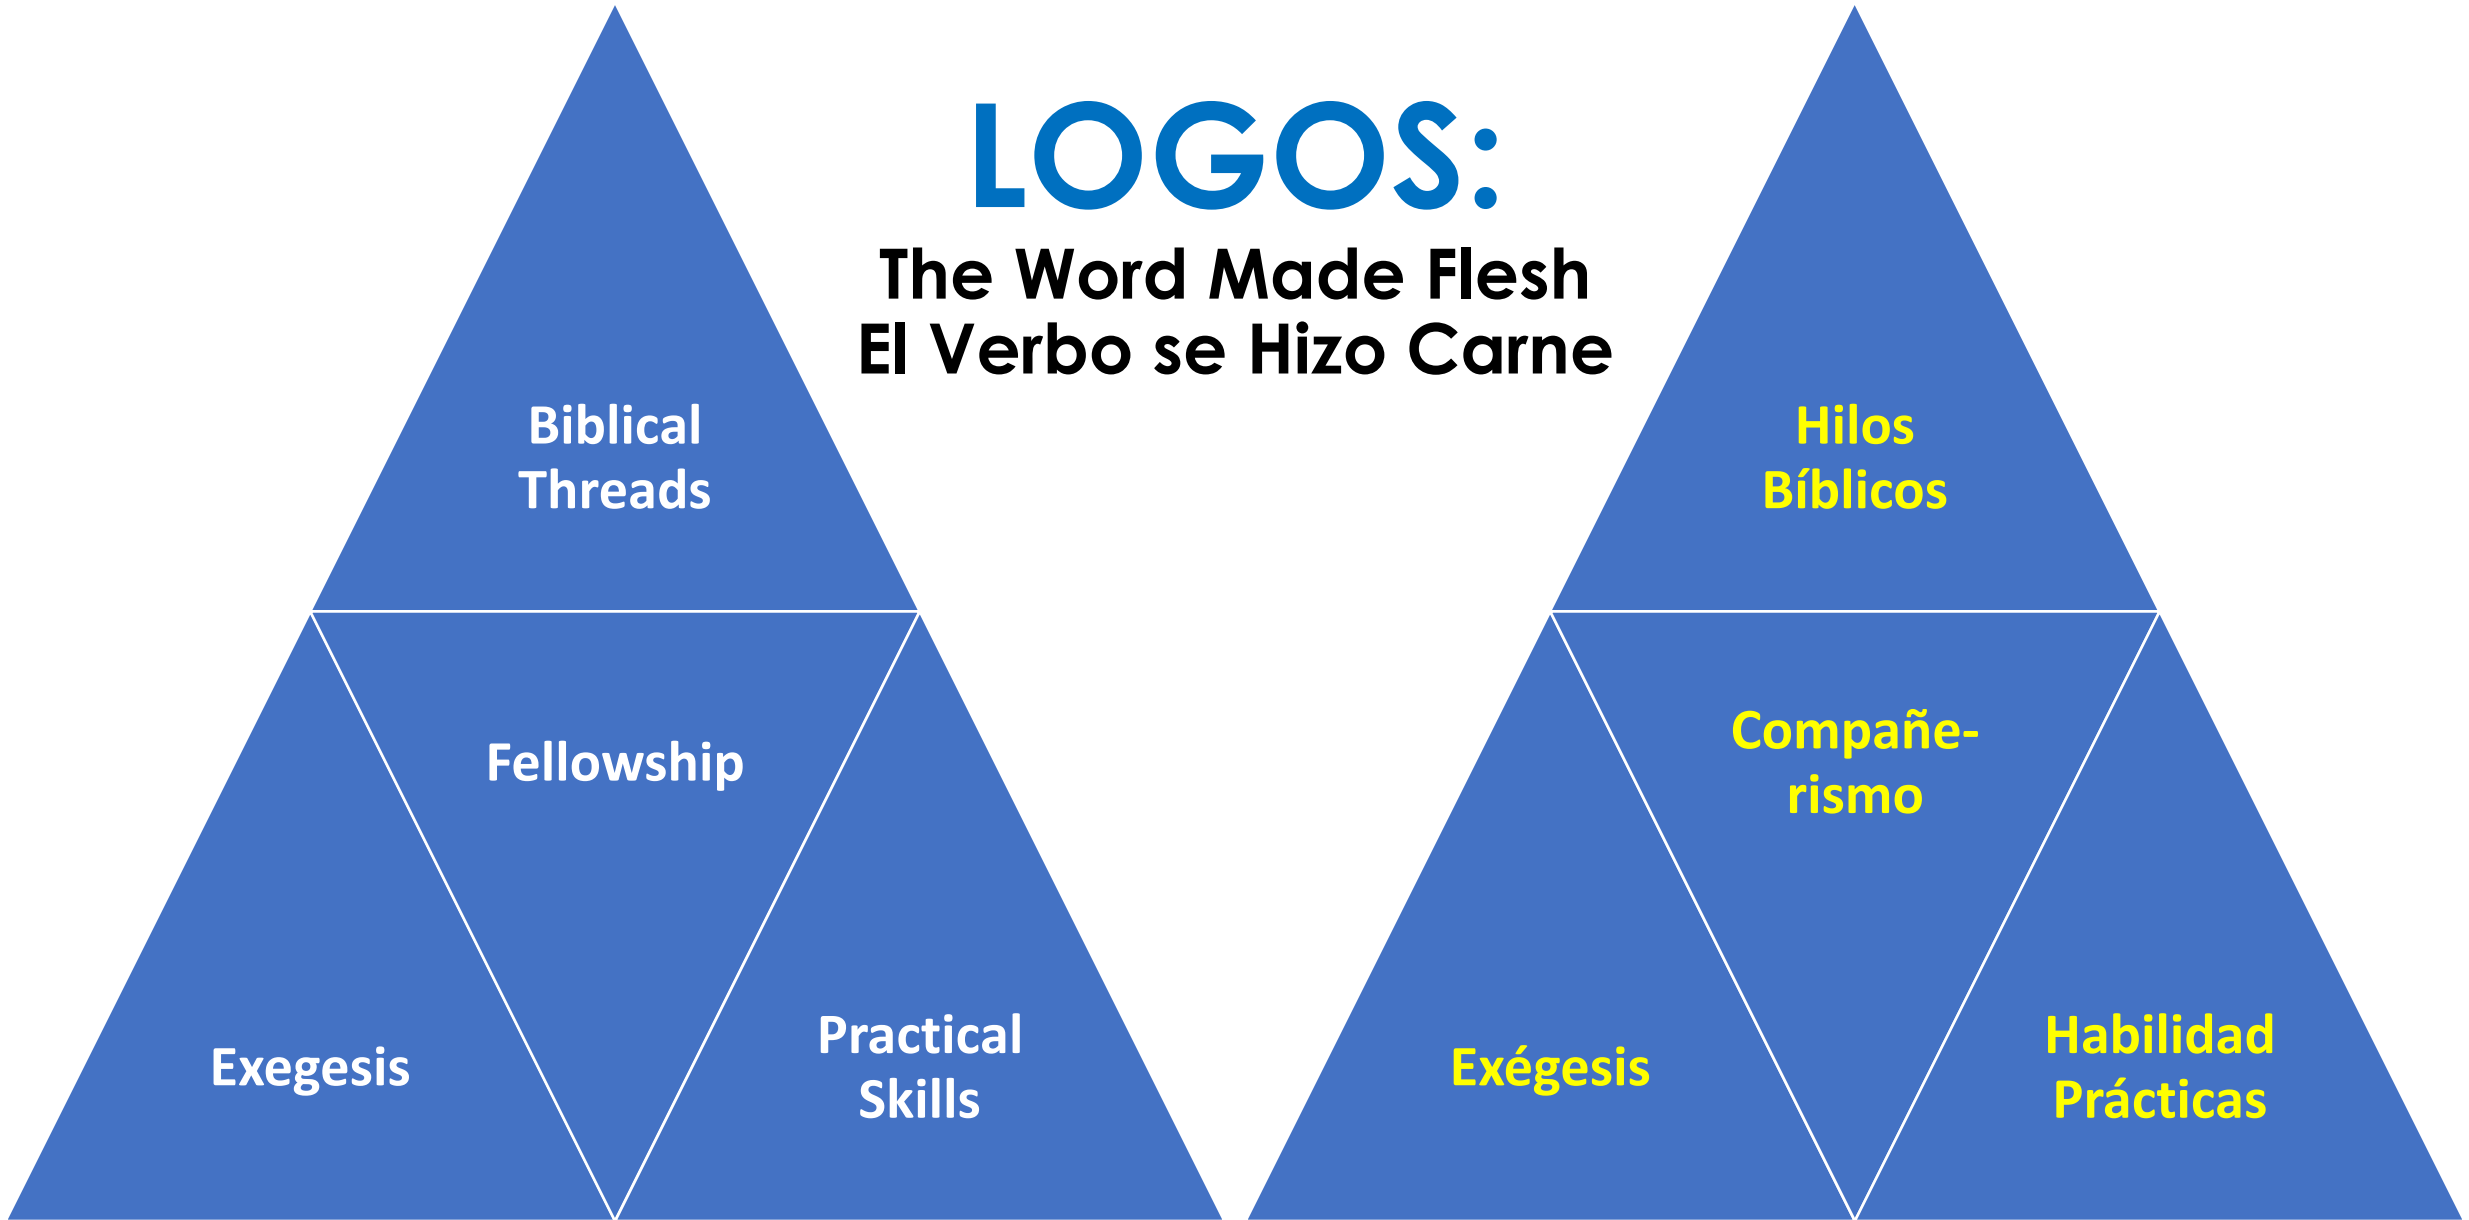 LOGOS:
The Word Made Flesh
El Verbo se Hizo Carne
Biblical
Threads
Fellowship
Exegesis
Practical
Skills
Hilos
Bíblicos
Compañe-
rismo
Exégesis
Habilidad
Prácticas